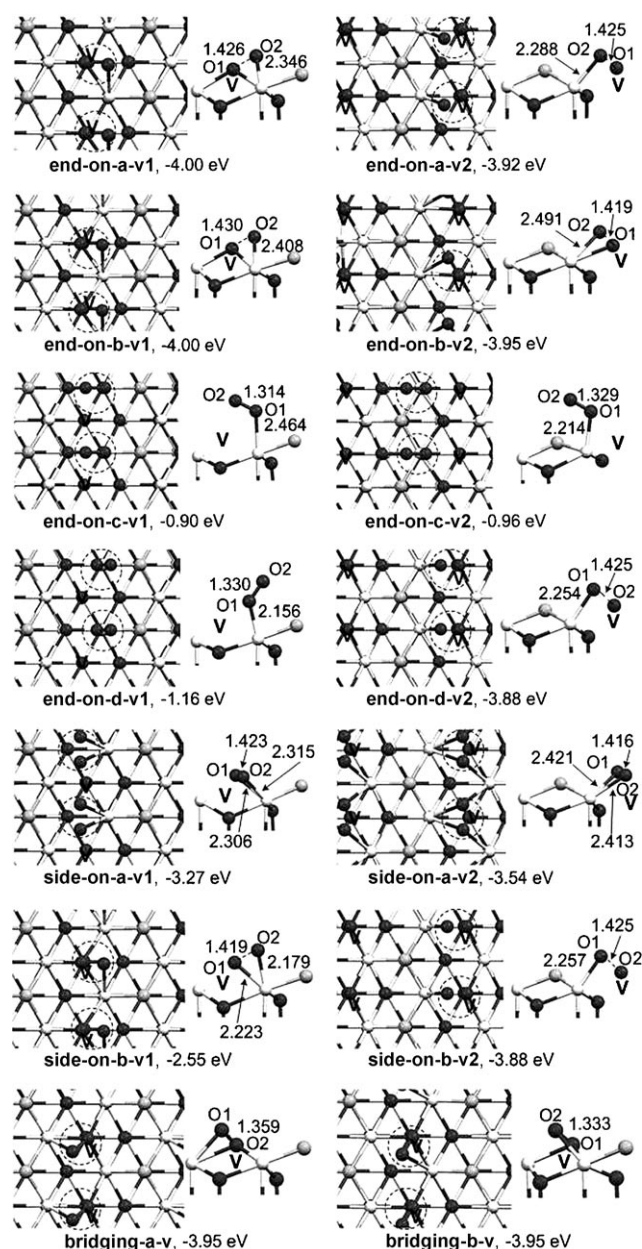 1.426 O2
O1 2.346
V
V
V
end-on-a-v1, -4.00 eV
1.425
2.288 O2 O1
V
end-on-a-v2, -3.92 eV
1.430 O2
O1 2.408
V
end-on-b-v1, -4.00 eV
2.491 O2 1.419
O1
V
end-on-b-v2, -3.95 eV
O2 1.314
O1
V 2.464
end-on-c-v1, -0.90 eV
O2 1.329
O1
2.214 V
end-on-c-v2, -0.96 eV
1.330 O2
O1
V 2.156
end-on-d-v1, -1.16 eV
O1 1.425
2.254 O2
V
end-on-d-v2, -3.88 eV
1.423 2.315
O1 O2
V
2.306
side-on-a-v1, -3.27 eV
2.421 1.416
O1
O2
V
2.413
side-on-a-v2, -3.54 eV
1.419 O2
O1 2.179
V
2.223
side-on-b-v1, -2.55 eV
O1 1.425
2.257 O2
V
side-on-b-v2, -3.88 eV
O1 1.359
O2
V
bridging-a-v, -3.95 eV
O2 1.333
O1
V
bridging-b-v, -3.95 eV